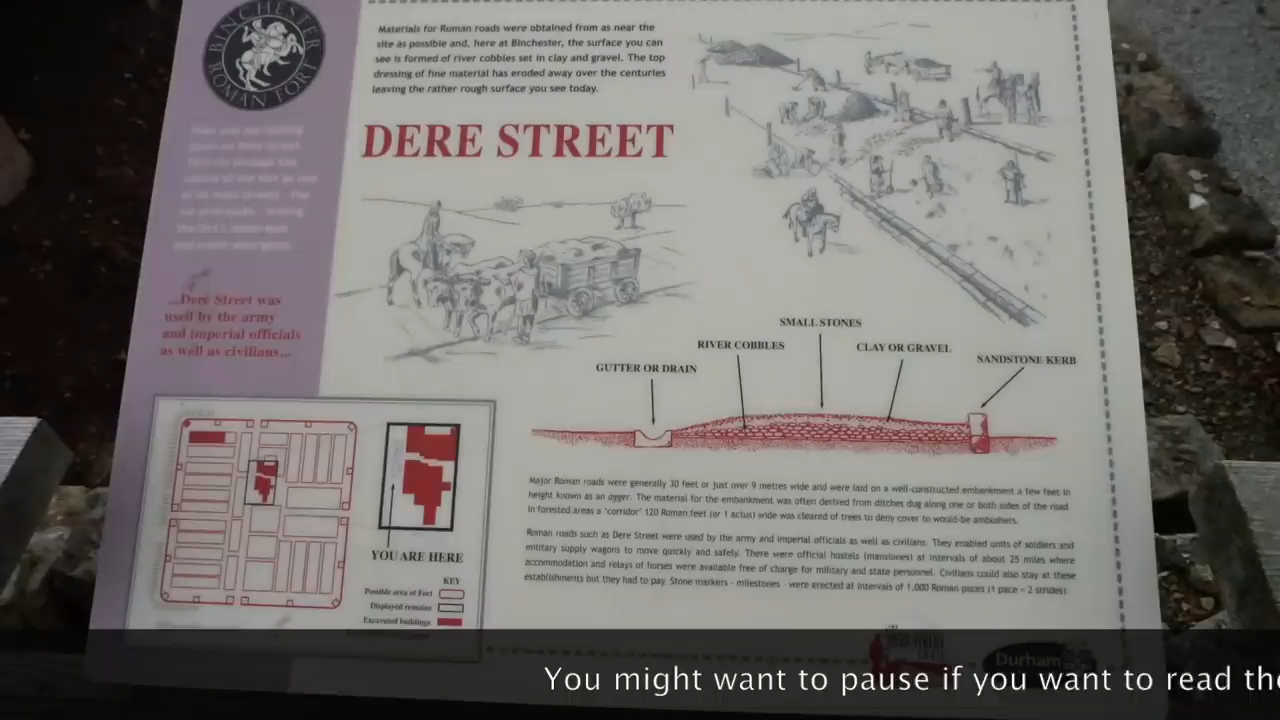 BINCHESTER
ROMAN FORT
Materials for Roman roads were obtained from as near the
site as possible and, here at Binchester, the surface you can
see is formed of river cobbles set in clay and gravel. The top
dressing of fine material has eroded away over the centuries
leaving the rather rough surface you see today.
DERE STREET
...Dere Street was
used by the army
and imperial officials
as well as civilians...
SMALL STONES
RIVER COBBLES
CLAY OR GRAVEL
SANDSTONE KERB
GUTTER OR DRAIN
YOU ARE HERE
KEY
Possible area of Fort
Displayed remains
Excavated buildings
Major Roman roads were generally 30 feet or just over 9 metres wide and were laid on a well-constructed embankment a few feet in
height known as an agger. The material for the embankment was often derived from ditches dug along one or both sides of the road.
In forested areas a 'corridor' 120 Roman feet (or 1 actus) wide was cleared of trees to deny cover to would-be ambushers.
Roman roads such as Dere Street were used by the army and imperial officials as well as civilians. They enabled units of soldiers and
military supply wagons to move quickly and safely. There were official hostels (mansiones) at intervals of about 25 miles where
accommodation and relays of horses were available free of charge for military and state personnel. Civilians could also stay at these
establishments but they had to pay. Stone markers - milestones - were erected at intervals of 1,000 Roman paces (1 pace = 2 strides).
DERE STREET
Durham
You might want to pause if you want to read the